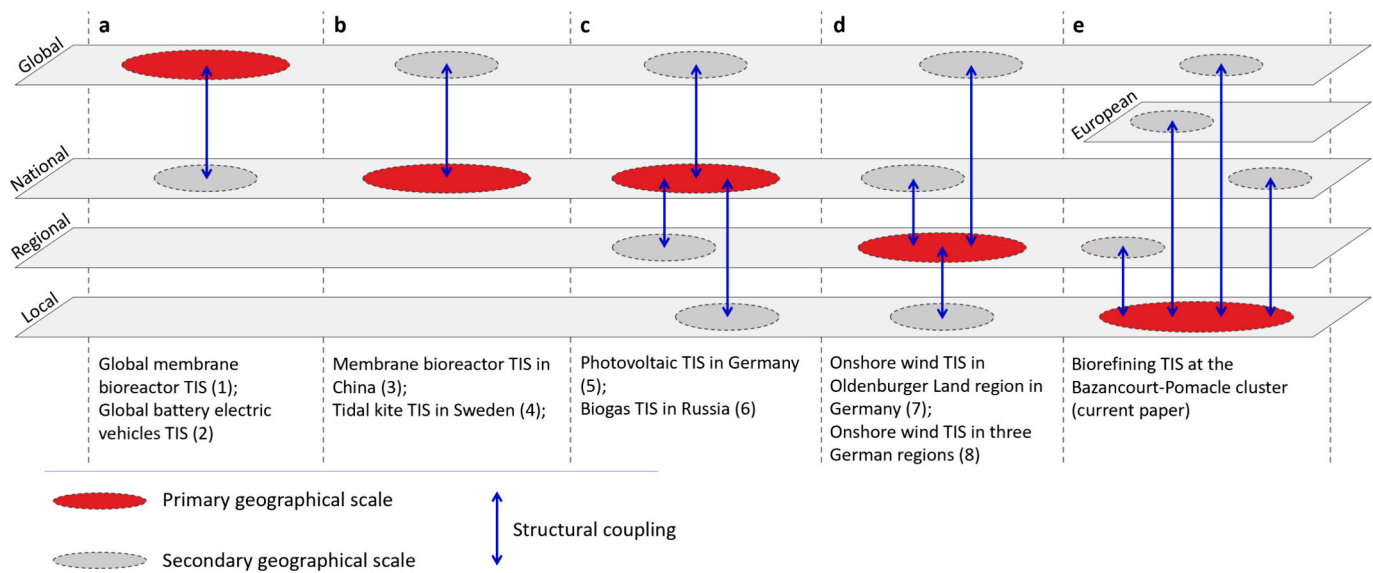 a
b
c
d
e
Global
European
National
Regional
Local
Global membrane
bioreactor TIS (1);
Global battery electric
vehicles TIS (2)
Membrane bioreactor TIS in
China (3);
Tidal kite TIS in Sweden (4);
Photovoltaic TIS in Germany
(5);
Biogas TIS in Russia (6)
Onshore wind TIS in
Oldenburger Land region in
Germany (7);
Onshore wind TIS in three
German regions (8)
Biorefining TIS at the
Bazancourt-Pomacle cluster
(current paper)
Primary geographical scale
Secondary geographical scale
Structural coupling